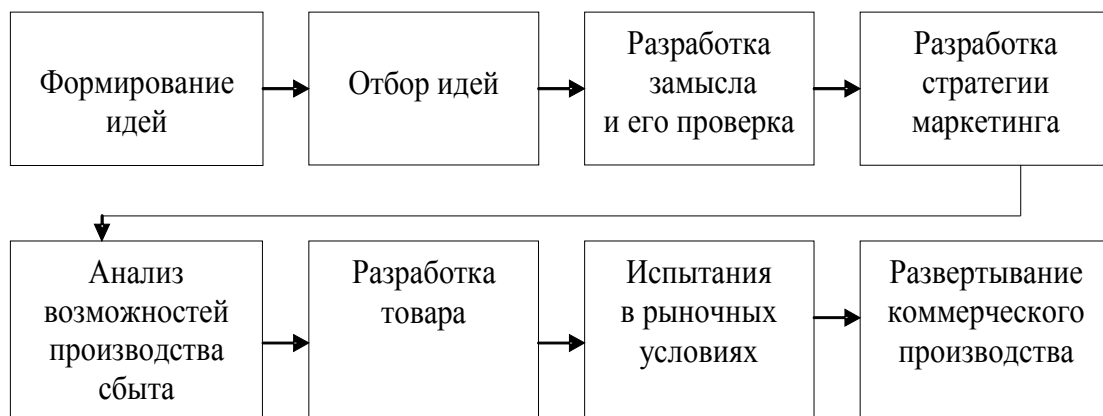 Формирование
идей
Отбор идей
Разработка
замысла
и его проверка
Разработка
стратегии
маркетинга
Анализ
возможностей
производства
сбыта
Разработка
товара
Испытания
в рыночных
условиях
Развертывание
коммерческого
производства